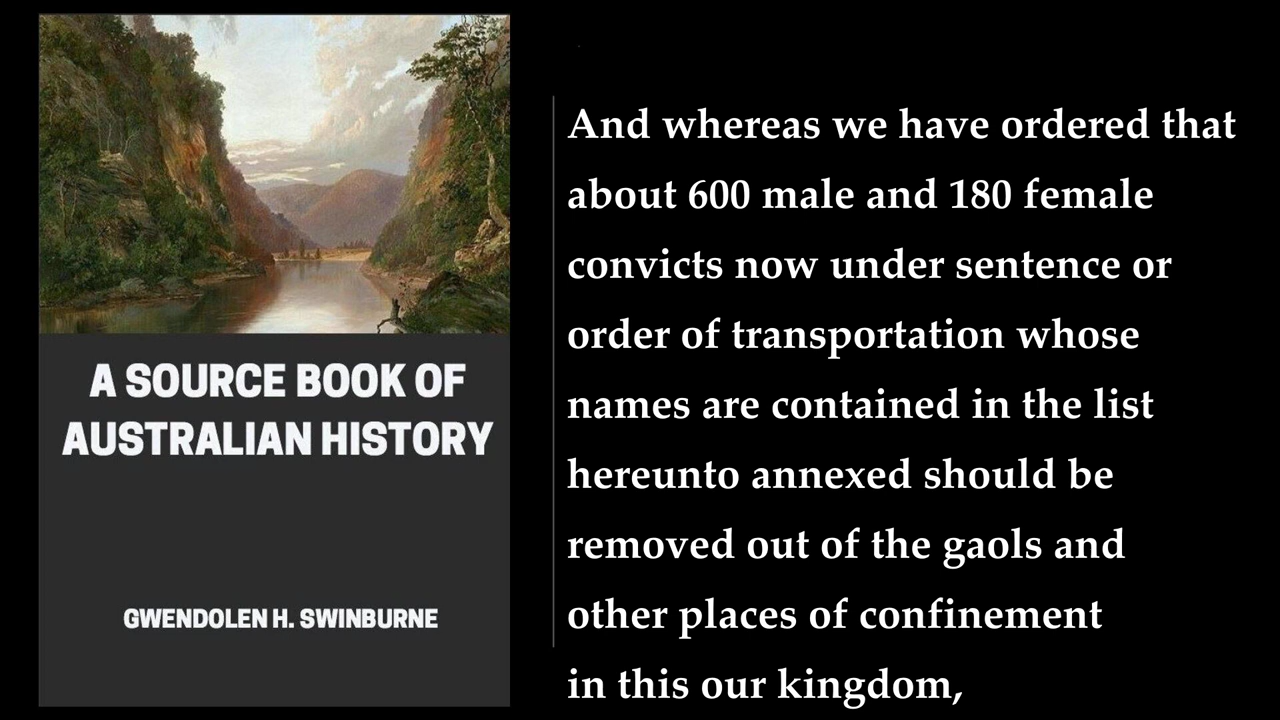 A SOURCE BOOK OF
AUSTRALIAN HISTORY
GWENDOLEN H. SWINBURNE
And whereas we have ordered that
about 600 male and 180 female
convicts now under sentence or
order of transportation whose
names are contained in the list
hereunto annexed should be
removed out of the gaols and
other places of confinement
in this our kingdom,